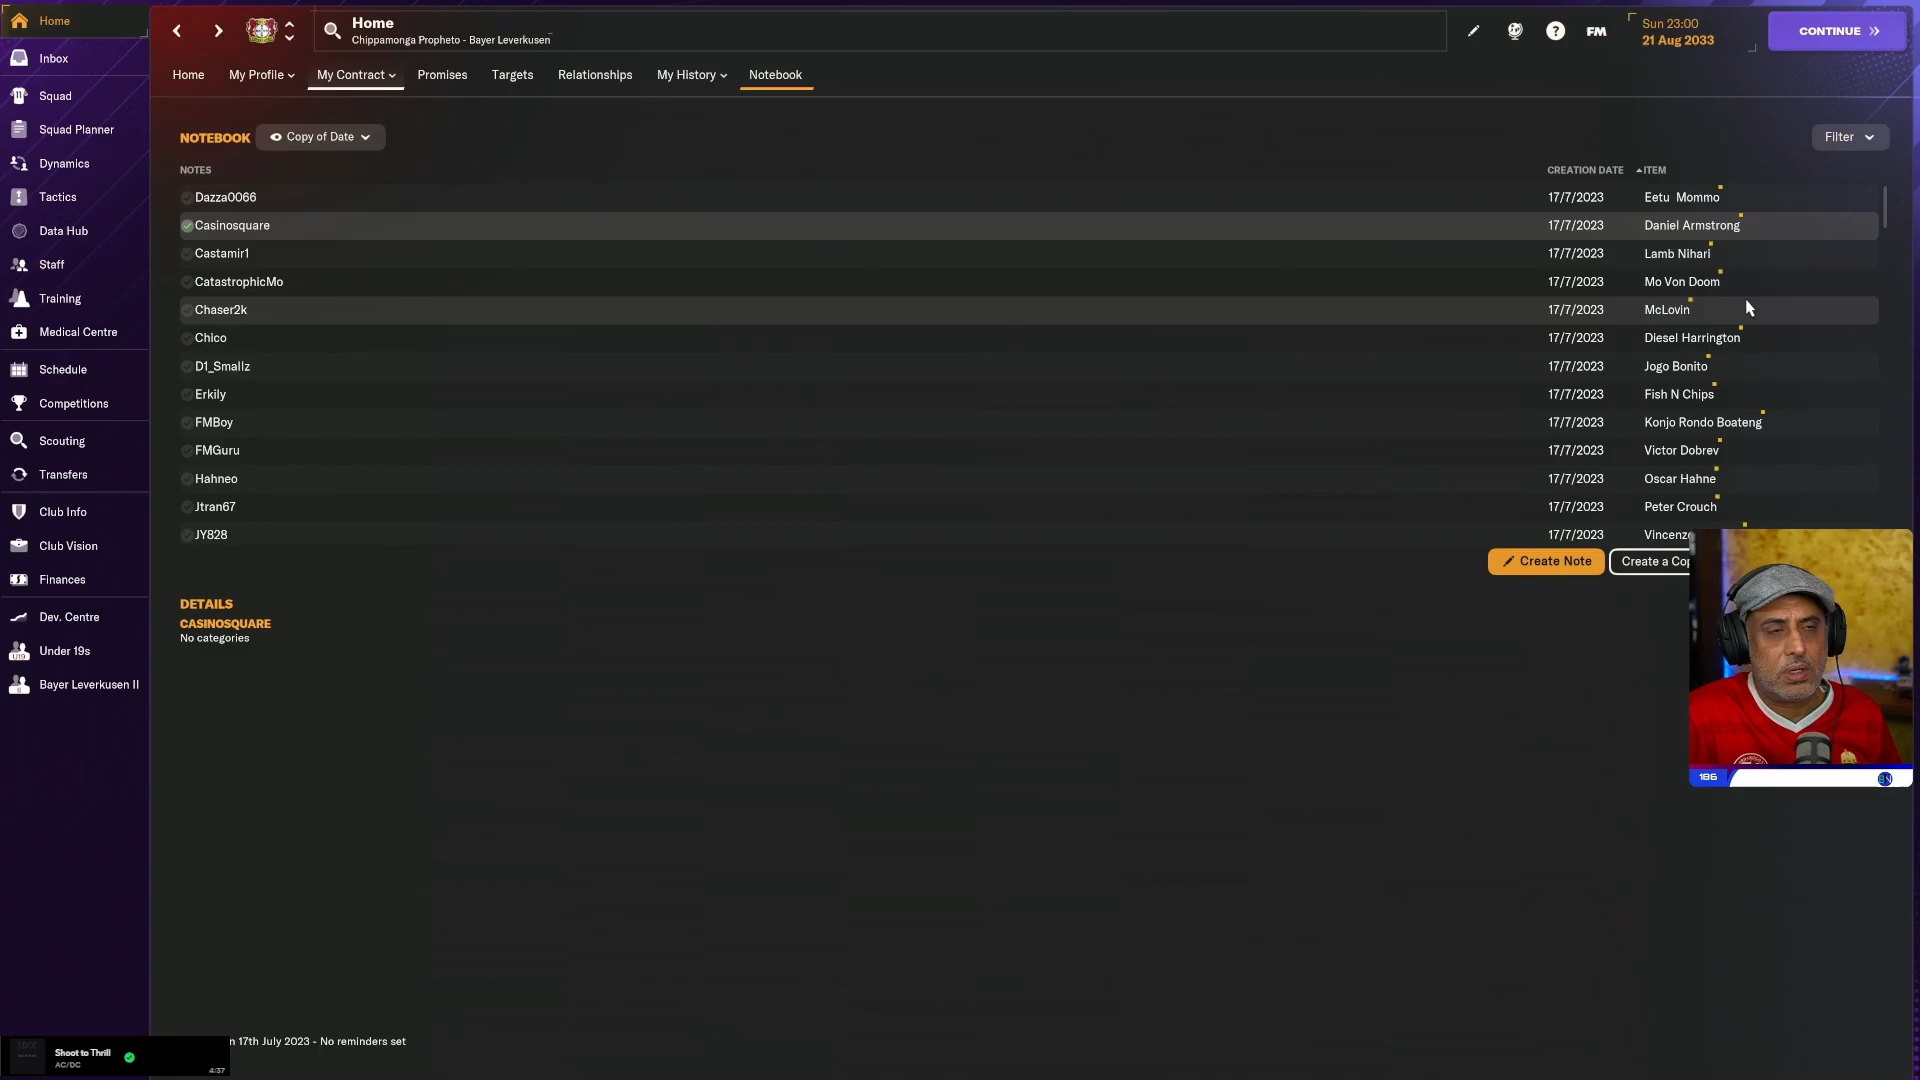 Home
Inbox
Squad
Squad Planner
Dynamics
Tactics
Data Hub
Staff
Training
Medical Centre
Schedule
Competitions
Scouting
Transfers
Club Info
Club Vision
Finances
Dev. Centre
Under 19s
Bayer Leverkusen II
Home
Chippamonga Propheto - Bayer Leverkusen
FM
Sun 23:00
21 Aug 2033
CONTINUE
Home My Profile My Contract Promises Targets Relationships My History Notebook
NOTEBOOK Copy of Date Filter
NOTES CREATION DATE ITEM
Dazza0066 17/7/2023 Eetu Mommo
Casinosquare 17/7/2023 Daniel Armstrong
Castamir1 17/7/2023 Lamb Nihari
CatastrophicMo 17/7/2023 Mo Von Doom
Chaser2k 17/7/2023 McLovin
Chico 17/7/2023 Diesel Harrington
D1_Smallz 17/7/2023 Jogo Bonito
Erkily 17/7/2023 Fish N Chips
FMBoy 17/7/2023 Konjo Rondo Boateng
FMGuru 17/7/2023 Victor Dobrev
Hahneo 17/7/2023 Oscar Hahne
Jtran67 17/7/2023 Peter Crouch
JY828 17/7/2023 Vincenz
Create Note Create a Cop
DETAILS
CASINOSQUARE
No categories
186
n 17th July 2023 - No reminders set
Shoot to Thrill
AC/DC
4:37